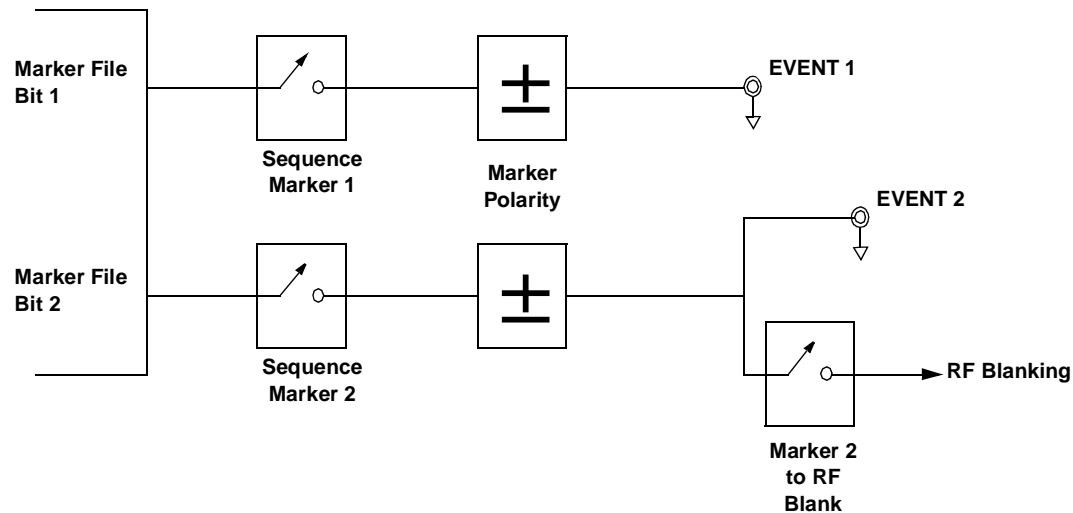 Marker File
Bit 1
Sequence
Marker 1
±
Marker
Polarity
EVENT 1
Marker File
Bit 2
Sequence
Marker 2
±
EVENT 2
RF Blanking
Marker 2
to RF
Blank